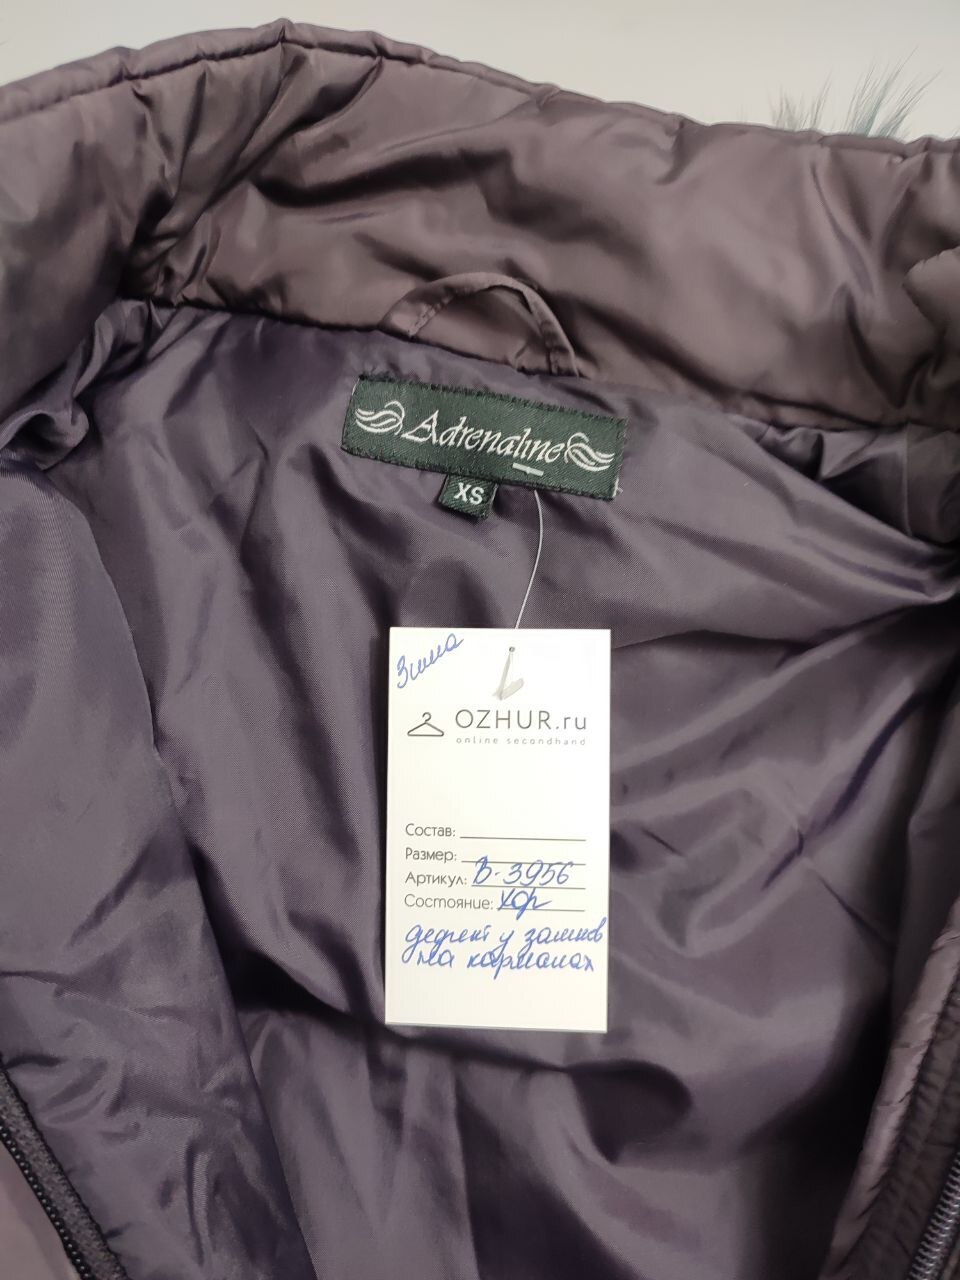 Adrenaline
XS
Зима
OZHUR.ru
online secondhand
Состав:
Размер:
Артикул: В-3956
Состояние: хор
дефект у замков
на карманах